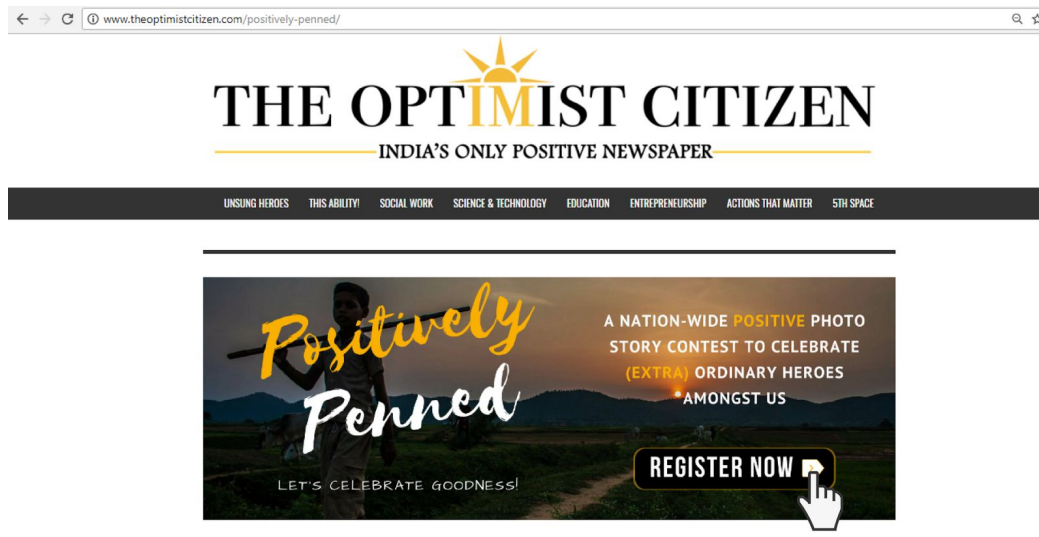 www.theoptimistcitizen.com/positively-penned/
THE OPTIMIST CITIZEN
INDIA'S ONLY POSITIVE NEWSPAPER
UNSUNG HEROES THIS ABILITY! SOCIAL WORK SCIENCE & TECHNOLOGY EDUCATION ENTREPRENEURSHIP ACTIONS THAT MATTER 5TH SPACE
Positively
Penned
LET'S CELEBRATE GOODNESS!
A NATION-WIDE POSITIVE PHOTO
STORY CONTEST TO CELEBRATE
(EXTRA) ORDINARY HEROES
AMONGST US
REGISTER NOW